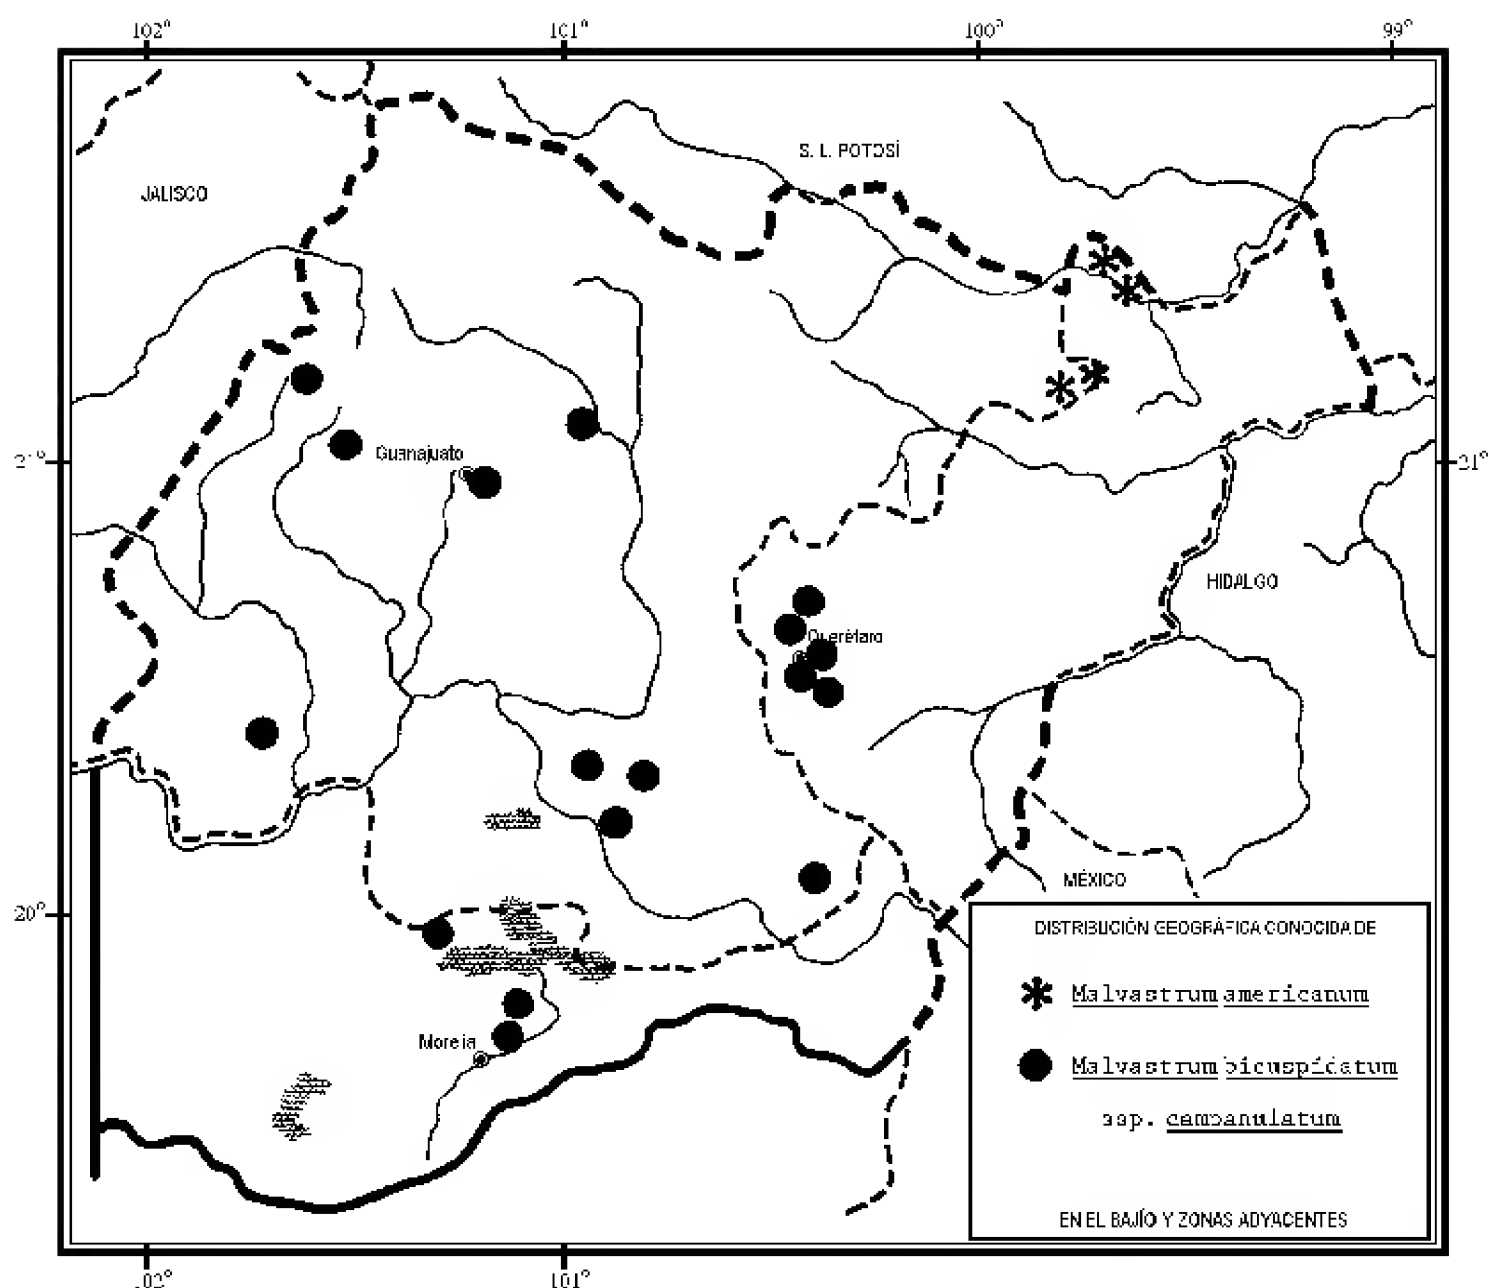 102° 101° 100° 99°
S. L. POTOSÍ
JALISCO
Guanajuato
21° 21°
HIDALGO
Querétaro
MÉXICO
20°
DISTRIBUCIÓN GEOGRÁFICA CONOCIDA DE
Malvastrum americanum
Morelia
Malvastrum bicuspidatum
ssp. campanulatum
EN EL BAJÍO Y ZONAS ADYACENTES
102° 101°